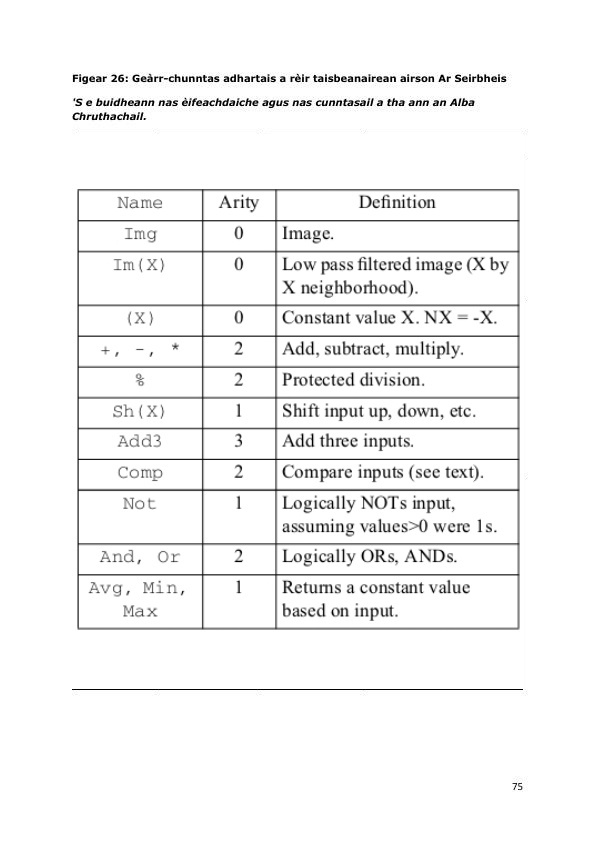 Figear 26: Geàrr-chunntas adhartais a rèir taisbeanairean airson Ar Seirbheis
'S e buidheann nas èifeachdaiche agus nas cunntasail a tha ann an Alba
Chruthachail.
Name Arity Definition
Img 0 Image.
Im(X) 0 Low pass filtered image (X by
X neighborhood).
(X) 0 Constant value X. NX = -X.
+, -, * 2 Add, subtract, multiply.
% 2 Protected division.
Sh(X) 1 Shift input up, down, etc.
Add3 3 Add three inputs.
Comp 2 Compare inputs (see text).
Not 1 Logically NOTs input,
assuming values>0 were 1s.
And, Or 2 Logically ORs, ANDs.
Avg, Min, 1 Returns a constant value
Max based on input.
75